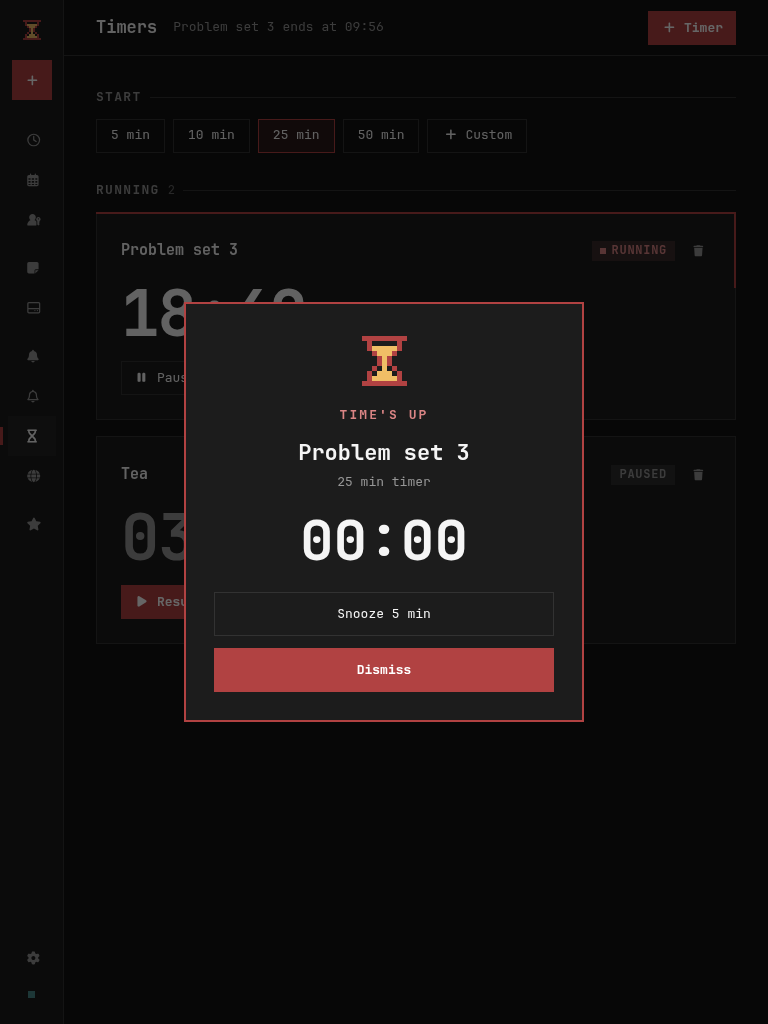 Timers
Problem set 3 ends at 09:56
+ Timer
START
5 min
10 min
25 min
50 min
+ Custom
RUNNING 2
Problem set 3
RUNNING
TIME'S UP
Problem set 3
25 min timer
00:00
Snooze 5 min
Dismiss
Tea
PAUSED